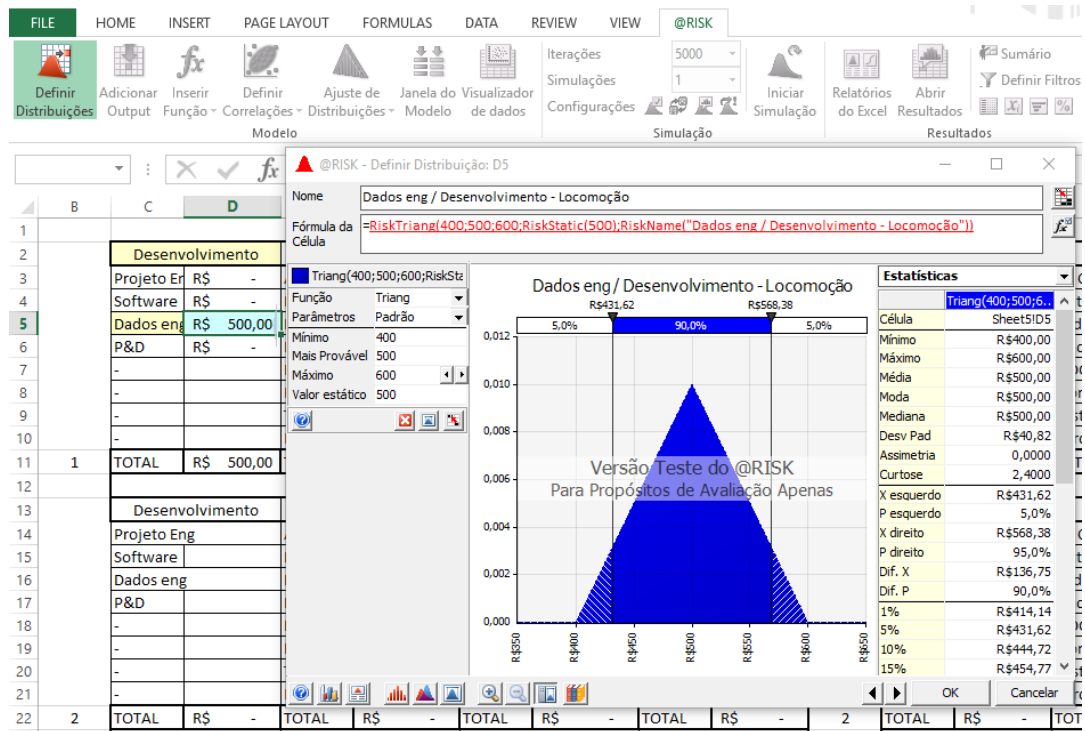 FILE HOME INSERT PAGE LAYOUT FORMULAS DATA REVIEW VIEW @RISK
Definir Distribuições
Adicionar Output
Inserir Função
Definir Correlações
Ajuste de Distribuições
Janela do Modelo
Visualizador de dados
Modelo
Iterações 5000
Simulações 1
Configurações
Iniciar Simulação
Simulação
Relatórios do Excel
Abrir Resultados
Sumário
Definir Filtros
Resultados
fx
@RISK - Definir Distribuição: D5
Nome Dados eng / Desenvolvimento - Locomoção
Fórmula da Célula =RiskTriang(400;500;600;RiskStatic(500);RiskName("Dados eng / Desenvolvimento - Locomoção"))
B C D
1
2 Desenvolvimento
3 Projeto En R$ -
4 Software R$ -
5 Dados eng R$ 500,00
6 P&D R$ -
7 -
8 -
9 -
10 -
11 1 TOTAL R$ 500,00
12
13 Desenvolvimento
14 Projeto Eng
15 Software
16 Dados eng
17 P&D
18 -
19 -
20 -
21 -
22 2 TOTAL R$ - TOTAL R$ - TOTAL R$ - TOTAL R$ - 2 TOTAL R$ - TOT
Triang(400;500;600;RiskSta
Função Triang
Parâmetros Padrão
Mínimo 400
Mais Provável 500
Máximo 600
Valor estático 500
Dados eng / Desenvolvimento - Locomoção
R$431,62 R$568,38
5,0% 90,0% 5,0%
0,012
0,010
0,008
0,006
0,004
0,002
0,000
Versão Teste do @RISK
Para Propósitos de Avaliação Apenas
R$350 R$400 R$450 R$500 R$550 R$600 R$650
Estatísticas
Triang(400;500;6..
Célula Sheet5!D5
Mínimo R$400,00
Máximo R$600,00
Média R$500,00
Moda R$500,00
Mediana R$500,00
Desv Pad R$40,82
Assimetria 0,0000
Curtose 2,4000
X esquerdo R$431,62
P esquerdo 5,0%
X direito R$568,38
P direito 95,0%
Dif. X R$136,75
Dif. P 90,0%
1% R$414,14
5% R$431,62
10% R$444,72
15% R$454,77
OK Cancelar